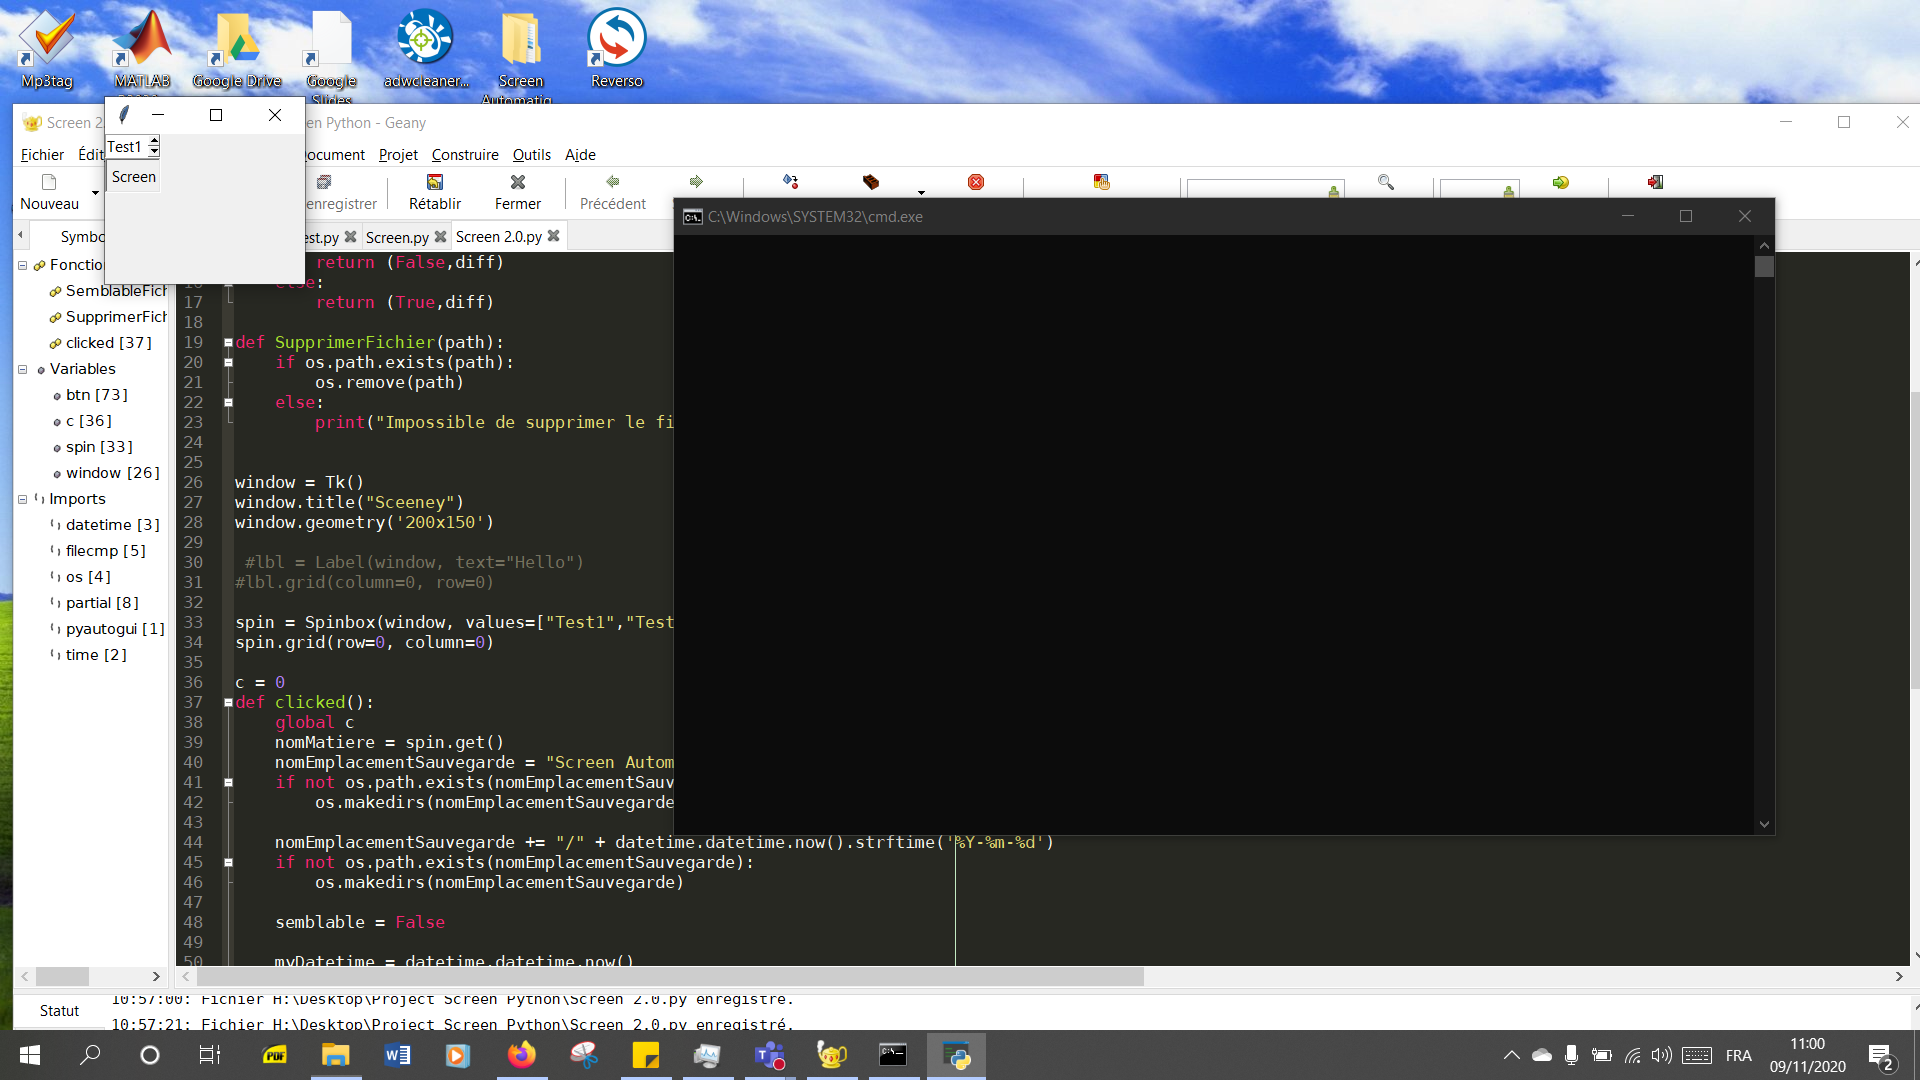 Mp3tag
MATLAB
Google Drive
Google
Slides
adwcleaner...
Screen
Automatiq
Reverso
Screen 2
en Python - Geany
Fichier Édit
ocument Projet Construire Outils Aide
Test1
Screen
Nouveau
enregistrer
Rétablir
Fermer
Précédent
C:\Windows\SYSTEM32\cmd.exe
Symbo
est.py
Screen.py
Screen 2.0.py
Fonction
SemblableFich
SupprimerFich
clicked [37]
Variables
btn [73]
c [36]
spin [33]
window [26]
Imports
datetime [3]
filecmp [5]
os [4]
partial [8]
pyautogui [1]
time [2]
return (False,diff)
16 else:
17 return (True,diff)
18
19 def SupprimerFichier(path):
20 if os.path.exists(path):
21 os.remove(path)
22 else:
23 print("Impossible de supprimer le fi
24
25
26 window = Tk()
27 window.title("Sceeney")
28 window.geometry('200x150')
29
30 #lbl = Label(window, text="Hello")
31 #lbl.grid(column=0, row=0)
32
33 spin = Spinbox(window, values=["Test1","Test
34 spin.grid(row=0, column=0)
35
36 c = 0
37 def clicked():
38 global c
39 nomMatiere = spin.get()
40 nomEmplacementSauvegarde = "Screen Autom
41 if not os.path.exists(nomEmplacementSauv
42 os.makedirs(nomEmplacementSauvegarde
43
44 nomEmplacementSauvegarde += "/" + datetime.datetime.now().strftime('%Y-%m-%d')
45 if not os.path.exists(nomEmplacementSauvegarde):
46 os.makedirs(nomEmplacementSauvegarde)
47
48 semblable = False
49
50 myDatetime = datetime.datetime.now()
Statut
10:57:00: Fichier H:\Desktop\Project Screen Python\Screen 2.0.py enregistré.
10:57:21: Fichier H:\Desktop\Project Screen Python\Screen 2.0.py enregistré.
PDF
FRA
11:00
09/11/2020
2